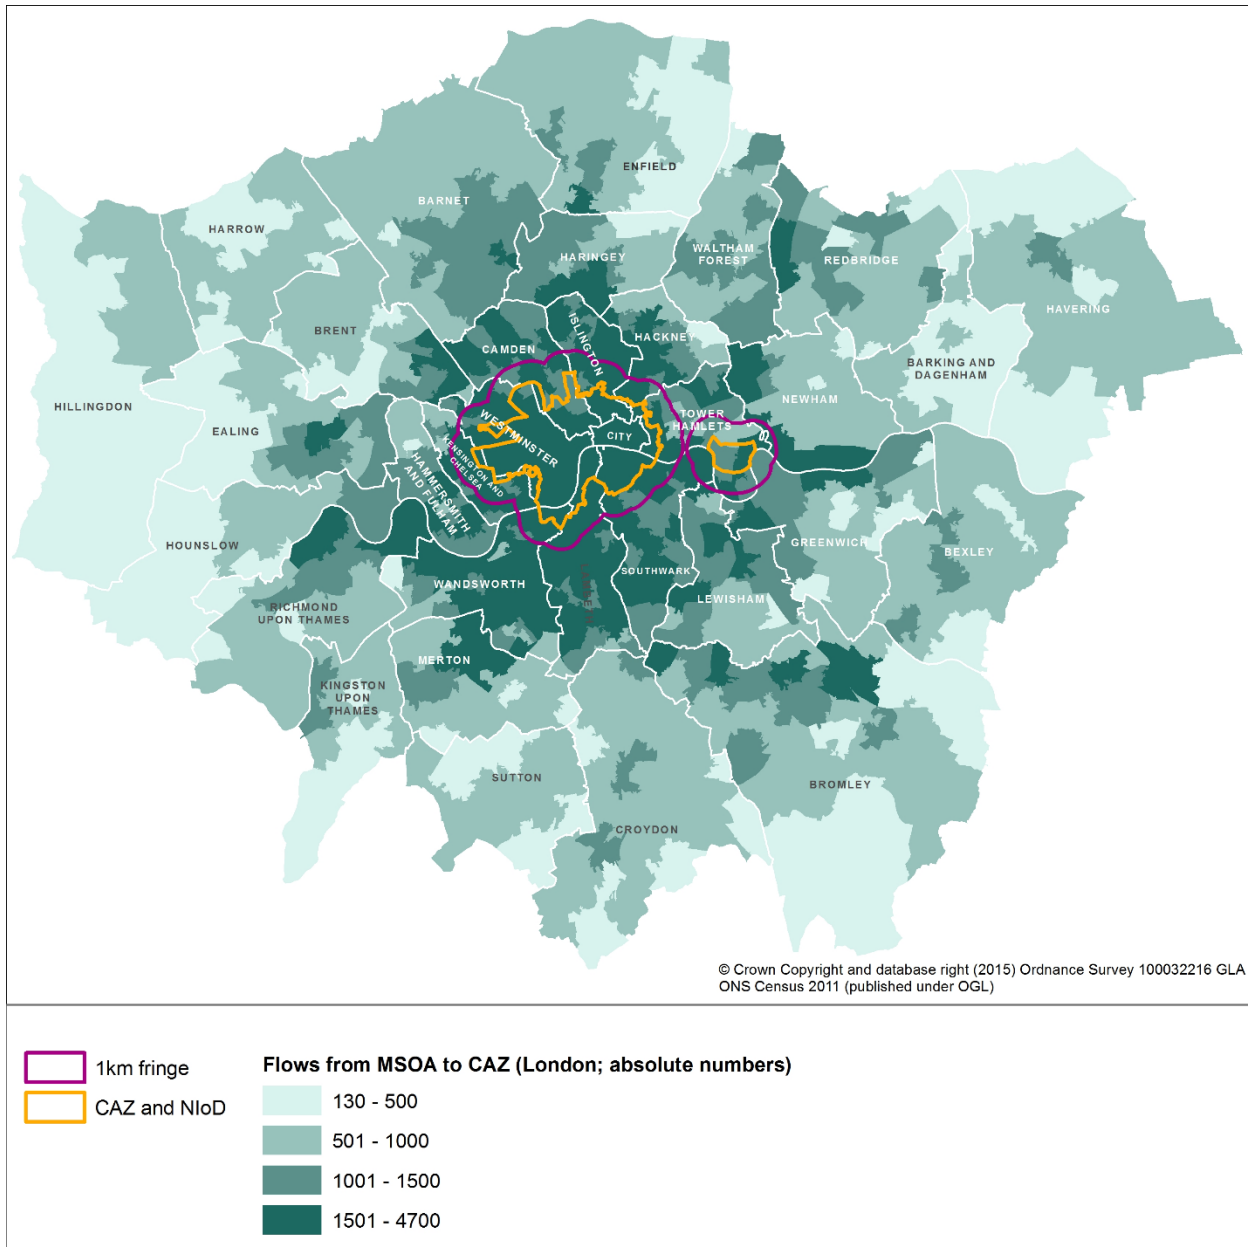 ENFIELD
BARNET
HARROW
HARINGEY
WALTHAM
FOREST
REDBRIDGE
HAVERING
BRENT
ISLINGTON
CAMDEN
HACKNEY
BARKING AND
DAGENHAM
HILLINGDON
NEWHAM
EALING
TOWER
HAMLETS
WESTMINSTER
CITY
KENSINGTON AND
CHELSEA
HAMMERSMITH
AND FULHAM
HOUNSLOW
GREENWICH
BEXLEY
WANDSWORTH
SOUTHWARK
LEWISHAM
RICHMOND
UPON THAMES
MERTON
KINGSTON
UPON
THAMES
SUTTON
BROMLEY
CROYDON
© Crown Copyright and database right (2015) Ordnance Survey 100032216 GLA
ONS Census 2011 (published under OGL)
1km fringe
CAZ and NIoD
Flows from MSOA to CAZ (London; absolute numbers)
130 - 500
501 - 1000
1001 - 1500
1501 - 4700